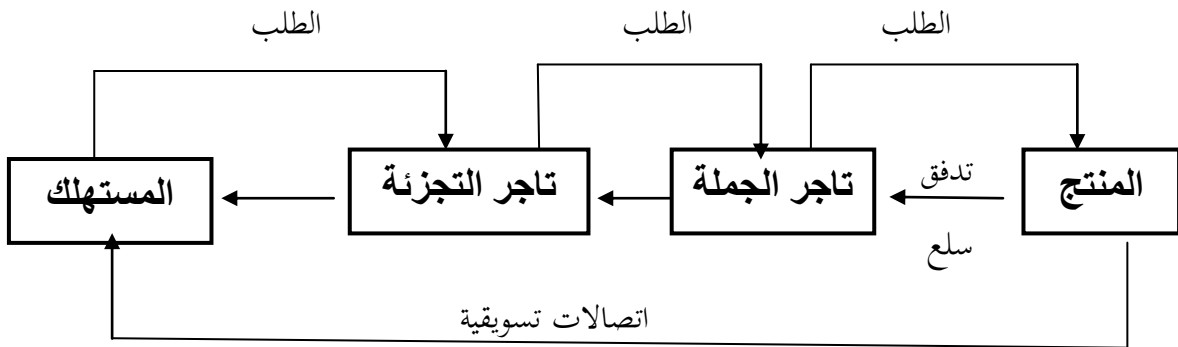 الطلب
الطلب
الطلب
المنتج
تدفق
سلع
تاجر الجملة
تاجر التجزئة
المستهلك
اتصالات تسويقية